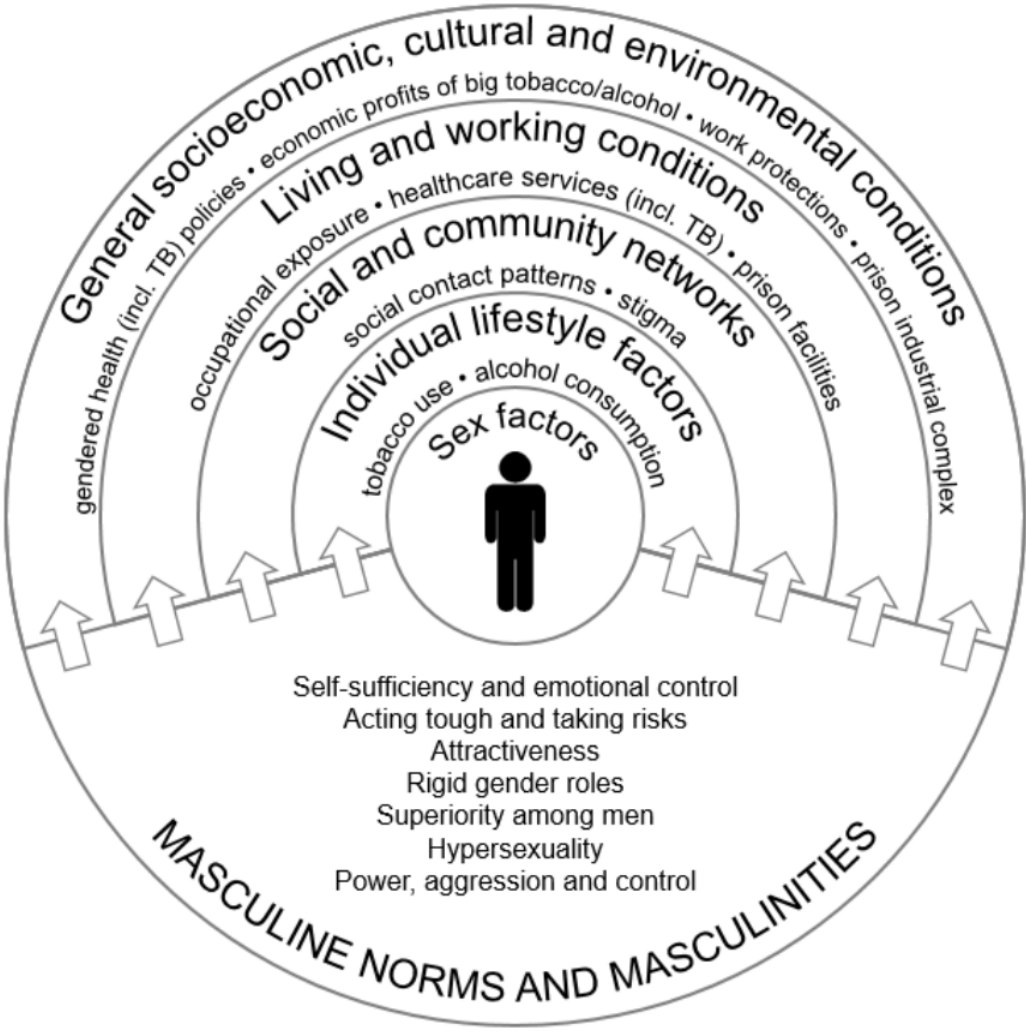 General socioeconomic, cultural and environmental conditions
gendered health (incl. TB) policies • economic profits of big tobacco/alcohol • work protections • prison industrial complex
Living and working conditions
occupational exposure • healthcare services (incl. TB) • prison facilities
Social and community networks
social contact patterns • stigma
Individual lifestyle factors
tobacco use • alcohol consumption
Sex factors
Self-sufficiency and emotional control
Acting tough and taking risks
Attractiveness
Rigid gender roles
Superiority among men
Hypersexuality
Power, aggression and control
MASCULINE NORMS AND MASCULINITIES